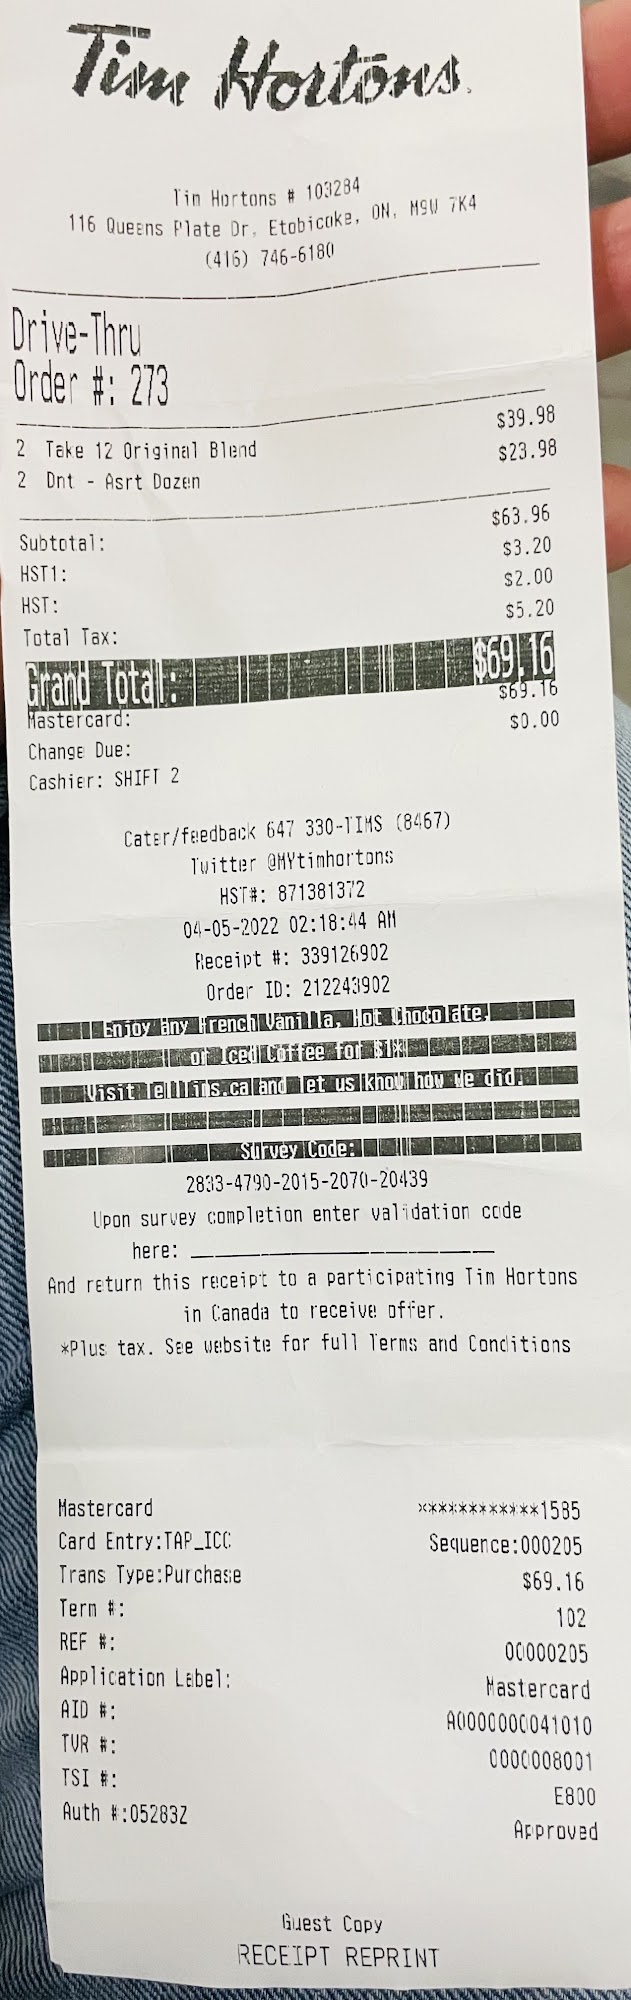 Tim Hortons.
Tim Hortons # 103284
116 Queens Plate Dr, Etobicoke, ON, M9W 7K4
(416) 746-6180
Drive-Thru
Order #: 273
2 Take 12 Original Blend $39.98
2 Dnt - Asrt Dozen $23.98
Subtotal: $63.96
HST1: $3.20
HST: $2.00
Total Tax: $5.20
Grand Total: $69.16
Mastercard: $69.16
Change Due: $0.00
Cashier: SHIFT 2
Cater/feedback 647 330-TIMS (8467)
Twitter @MYtimhortons
HST#: 871381372
04-05-2022 02:18:44 AM
Receipt #: 339126902
Order ID: 212243902
Enjoy any French Vanilla, Hot Chocolate,
or Iced Coffee for $1*
Visit TellTims.ca and let us know how we did.
Survey Code:
2833-4790-2015-2070-20439
Upon survey completion enter validation code
here:
And return this receipt to a participating Tim Hortons
in Canada to receive offer.
*Plus tax. See website for full Terms and Conditions
Mastercard ************1585
Card Entry:TAP_ICC Sequence:000205
Trans Type:Purchase $69.16
Term #: 102
REF #: 00000205
Application Label: Mastercard
AID #: A0000000041010
TVR #: 0000008001
TSI #: E800
Auth #:05283Z Approved
Guest Copy
RECEIPT REPRINT